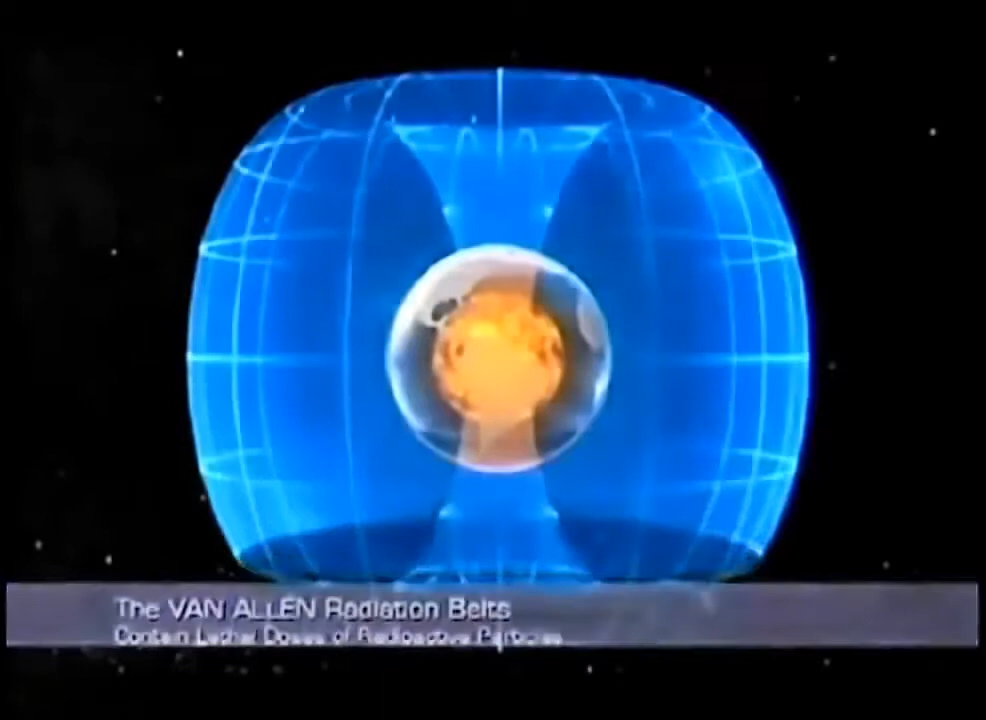 The VAN ALLEN Radiation Belts
Contain Lethal Doses of Radioactive Particles